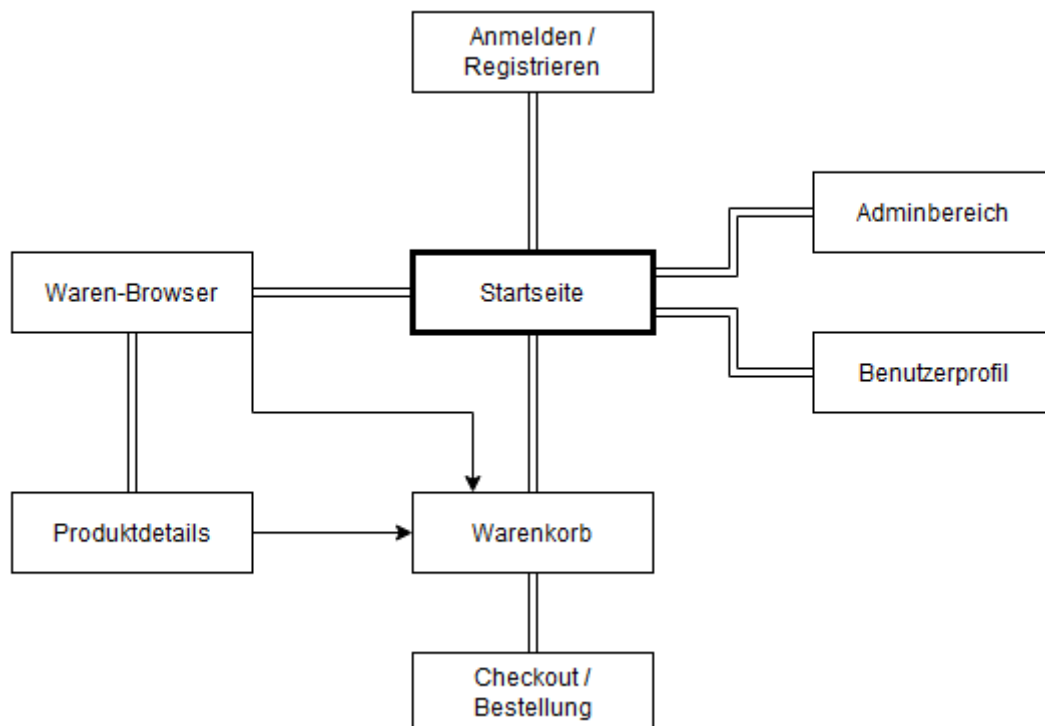 Anmelden /
Registrieren
Adminbereich
Waren-Browser
Startseite
Benutzerprofil
Produktdetails
Warenkorb
Checkout /
Bestellung